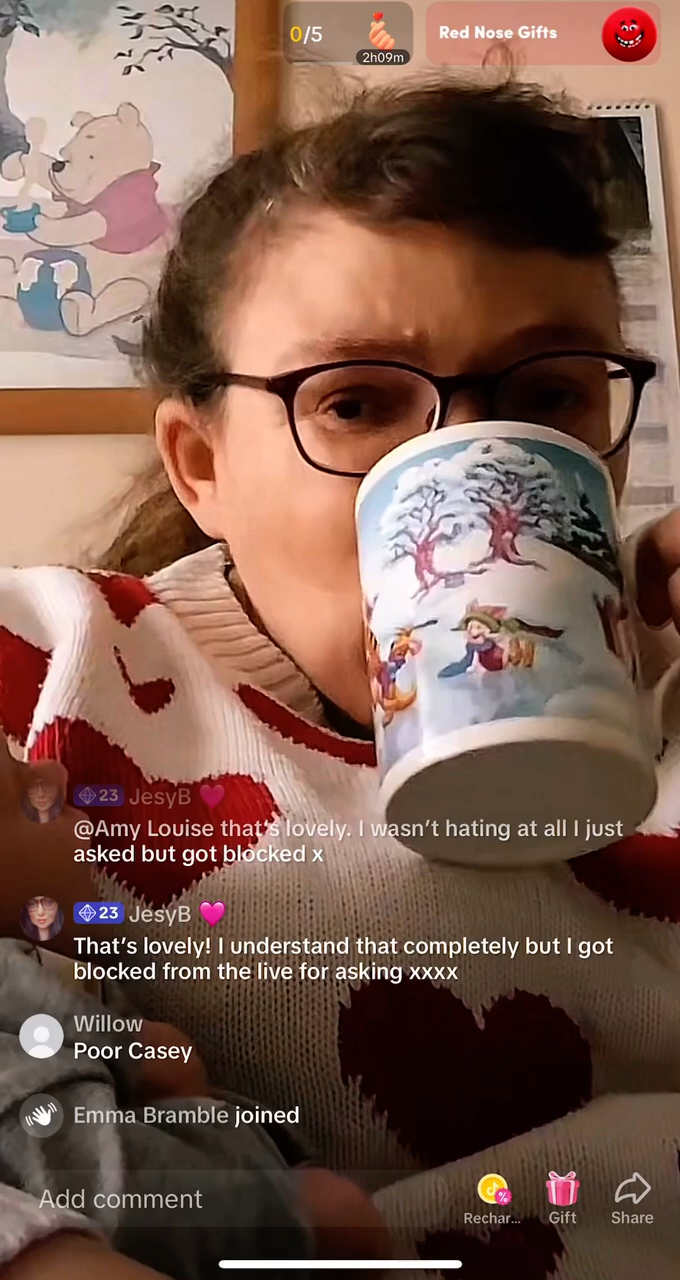 0/5
2h09m
Red Nose Gifts
23 JesyB
@Amy Louise that's lovely. I wasn't hating at all I just
asked but got blocked x
23 JesyB
That's lovely! I understand that completely but I got
blocked from the live for asking xxxx
Willow
Poor Casey
Emma Bramble joined
Add comment
Rechar...
Gift
Share